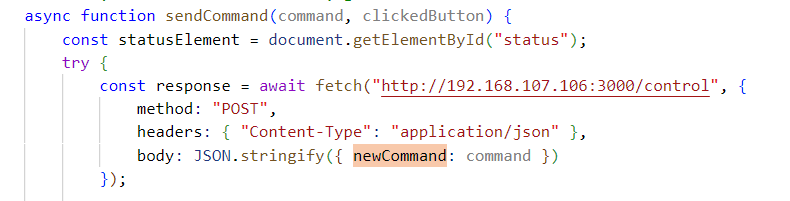 async function sendCommand(command, clickedButton) {
    const statusElement = document.getElementById("status");
    try {
        const response = await fetch("http://192.168.107.106:3000/control", {
            method: "POST",
            headers: { "Content-Type": "application/json" },
            body: JSON.stringify({ newCommand: command })
        });